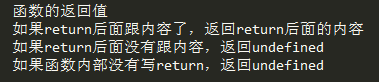 函数的返回值
如果return后面跟内容了，返回return后面的内容
如果return后面没有跟内容，返回undefined
如果函数内部没有写return，返回undefined